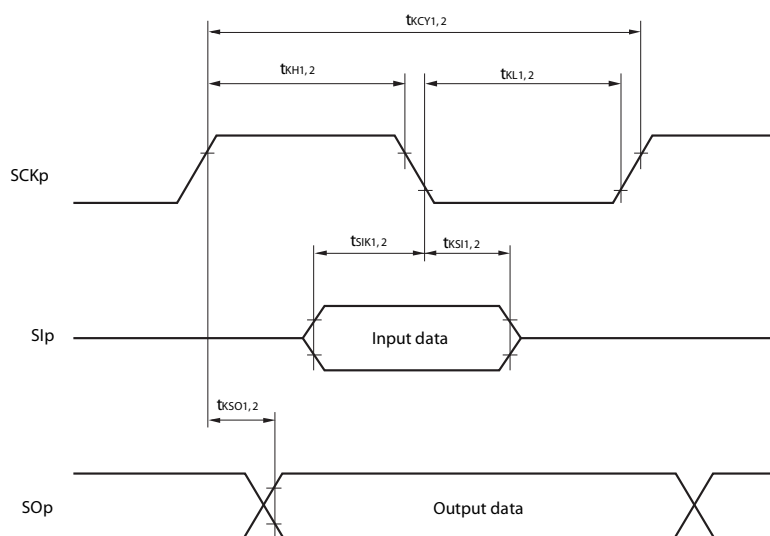 tKCY1, 2
tKH1, 2
tKL1, 2
SCKp
tSIK1, 2
tKSI1, 2
SIp
Input data
tKSO1, 2
SOp
Output data